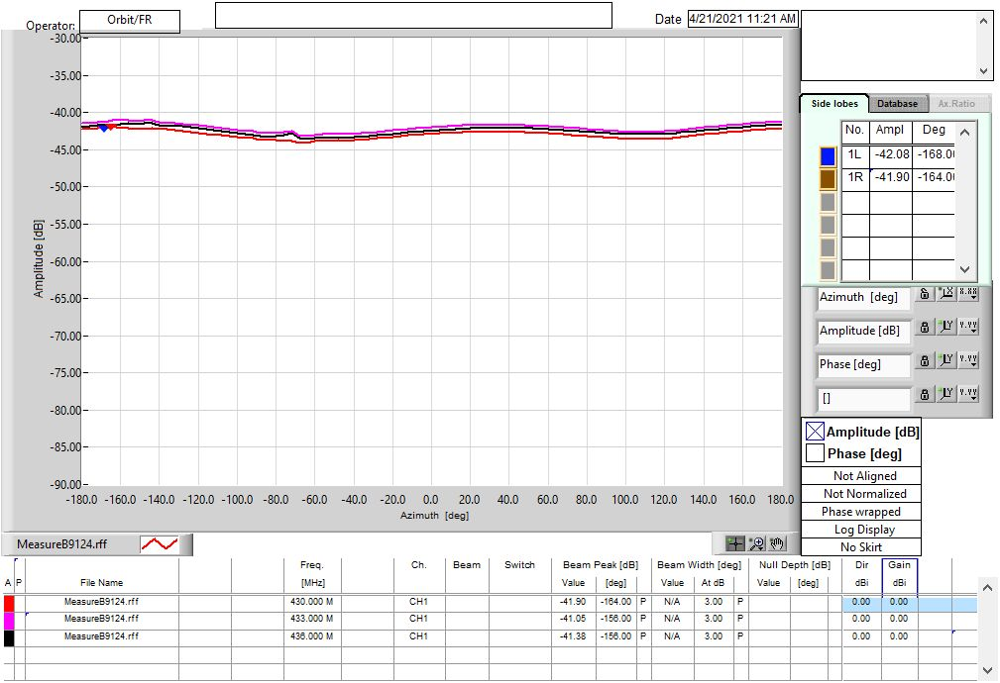 Operator: Orbit/FR Date 4/21/2021 11:21 AM
-30.00
-35.00
-40.00
-45.00
-50.00
-55.00
-60.00
-65.00
-70.00
-75.00
-80.00
-85.00
-90.00
Amplitude [dB]
-180.0 -160.0 -140.0 -120.0 -100.0 -80.0 -60.0 -40.0 -20.0 0.0 20.0 40.0 60.0 80.0 100.0 120.0 140.0 160.0 180.0
Azimuth [deg]
Side lobes Database Ax.Ratio
No. Ampl Deg
1L -42.08 -168.00
1R -41.90 -164.00
Azimuth [deg] X X.XX
Amplitude [dB] Y Y.YY
Phase [deg] Y Y.YY
[] Y Y.YY
Amplitude [dB]
Phase [deg]
Not Aligned
Not Normalized
Phase wrapped
Log Display
No Skirt
MeasureB9124.rff
Freq. Ch. Beam Switch Beam Peak [dB] Beam Width [deg] Null Depth [dB] Dir Gain
A P File Name [MHz] Value [deg] Value At dB Value [deg] dBi dBi
MeasureB9124.rff 430.000 M CH1 -41.90 -164.00 P N/A 3.00 P 0.00 0.00
MeasureB9124.rff 433.000 M CH1 -41.05 -156.00 P N/A 3.00 P 0.00 0.00
MeasureB9124.rff 436.000 M CH1 -41.38 -156.00 P N/A 3.00 P 0.00 0.00